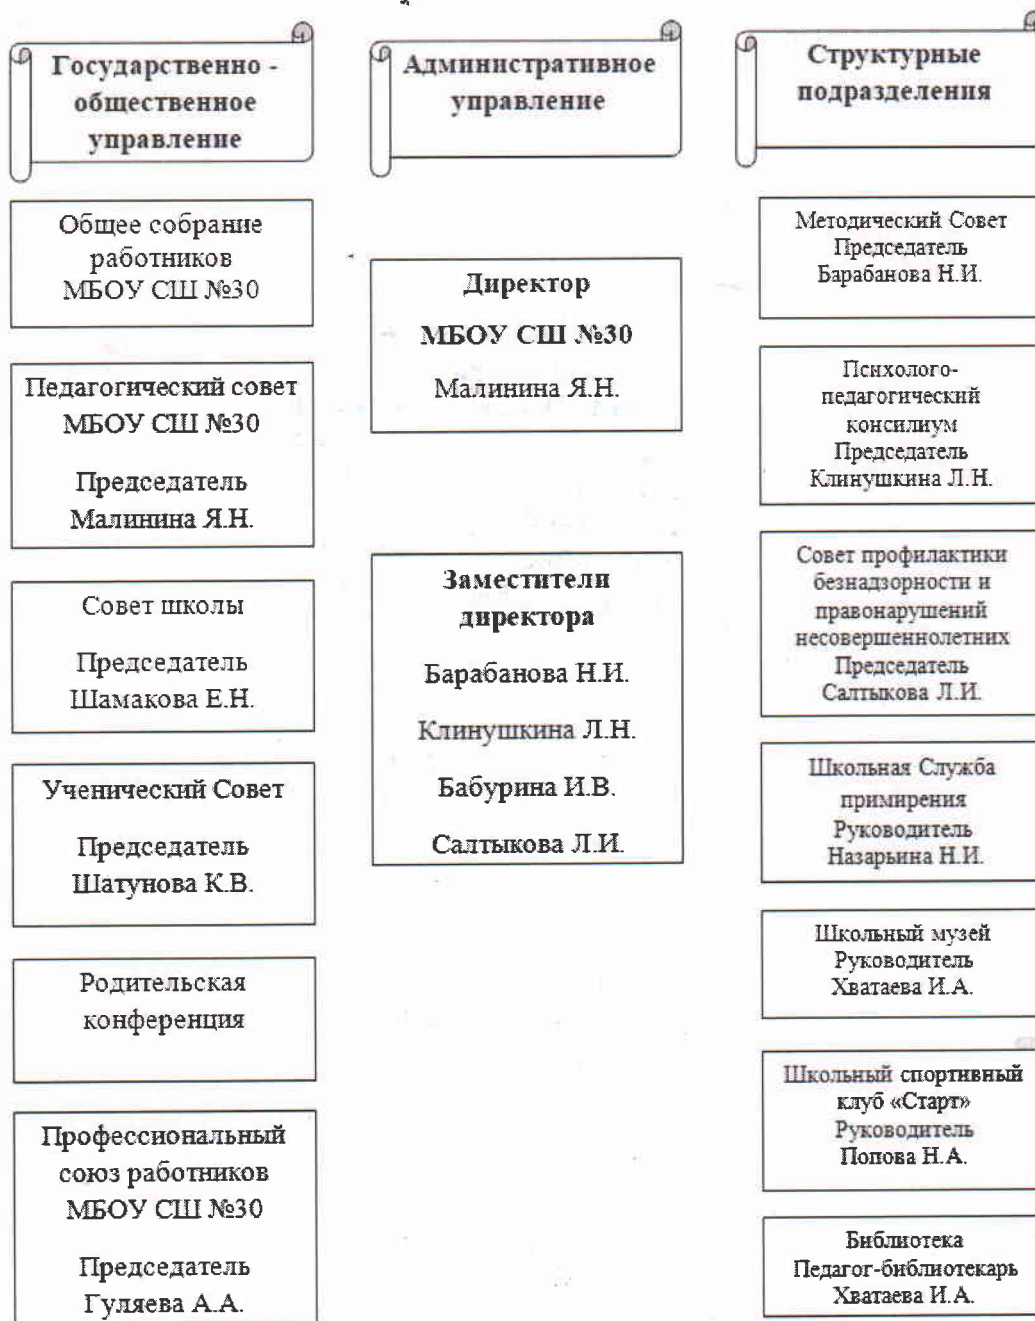 Государственно -
общественное
управление
Общее собрание
работников
МБОУ СШ №30
Педагогический совет
МБОУ СШ №30
Председатель
Малинина Я.Н.
Совет школы
Председатель
Шамакова Е.Н.
Ученический Совет
Председатель
Шатунова К.В.
Родительская
конференция
Профессиональный
союз работников
МБОУ СШ №30
Председатель
Гуляева А.А.
Административное
управление
Директор
МБОУ СШ №30
Малинина Я.Н.
Заместители
директора
Барабанова Н.И.
Клинушкина Л.Н.
Бабурина И.В.
Салтыкова Л.И.
Структурные
подразделения
Методический Совет
Председатель
Барабанова Н.И.
Психолого-
педагогический
консилиум
Председатель
Клинушкина Л.Н.
Совет профилактики
безнадзорности и
правонарушений
несовершеннолетних
Председатель
Салтыкова Л.И.
Школьная Служба
примирения
Руководитель
Назарьина Н.И.
Школьный музей
Руководитель
Хватаева И.А.
Школьный спортивный
клуб «Старт»
Руководитель
Попова Н.А.
Библиотека
Педагог-библиотекарь
Хватаева И.А.